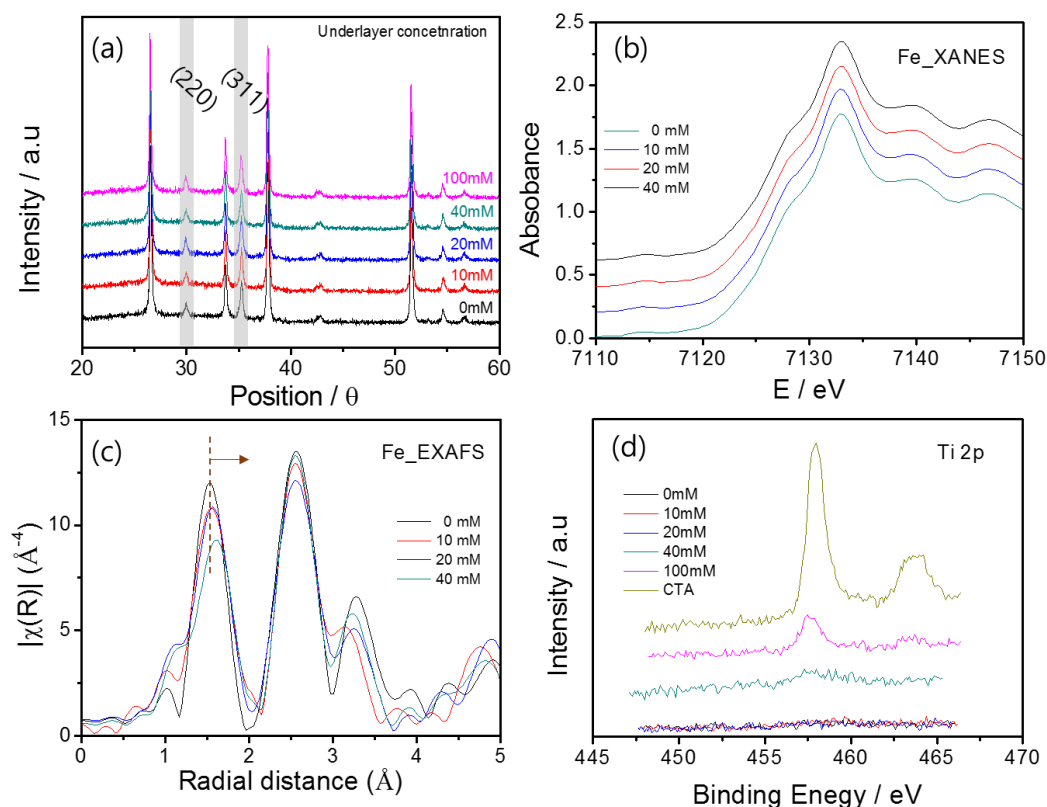 (a)
Underlayer concetnration
(220)
(311)
100mM
40mM
20mM
10mM
0mM
Intensity / a.u
20 30 40 50 60
Position / θ
(b)
Fe_XANES
0 mM
10 mM
20 mM
40 mM
Absobance
2.5
2.0
1.5
1.0
0.5
0.0
7110 7120 7130 7140 7150
E / eV
(c)
Fe_EXAFS
0 mM
10 mM
20 mM
40 mM
|χ(R)| (Å⁻⁴)
15
10
5
0
0 1 2 3 4 5
Radial distance (Å)
(d)
Ti 2p
0mM
10mM
20mM
40mM
100mM
CTA
Intensity / a.u
445 450 455 460 465 470
Binding Enegy / eV